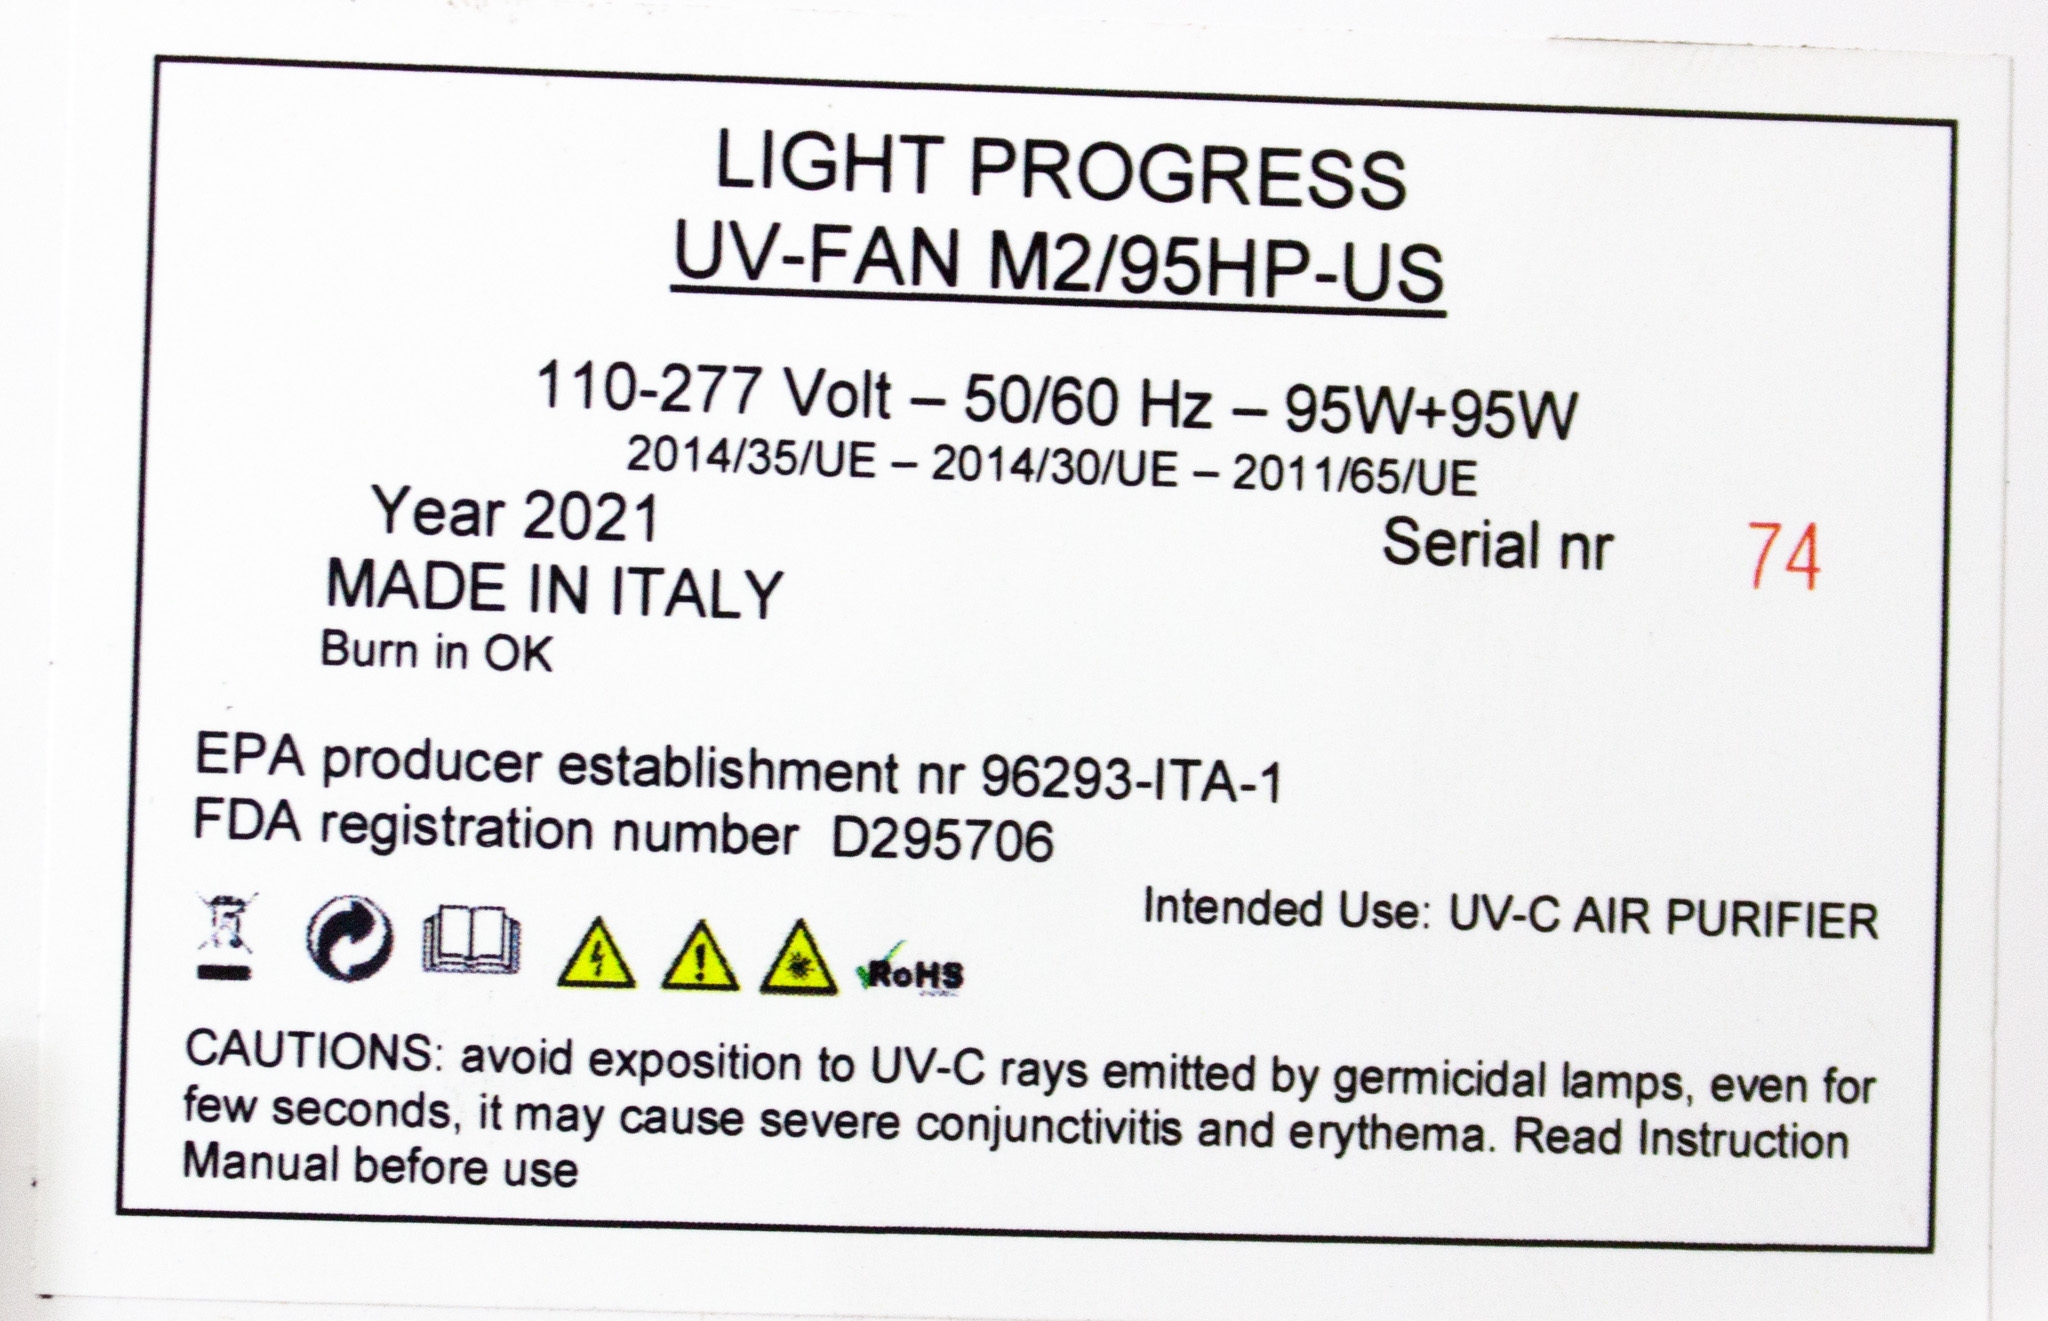 LIGHT PROGRESS
UV-FAN M2/95HP-US
110-277 Volt – 50/60 Hz – 95W+95W
2014/35/UE – 2014/30/UE – 2011/65/UE
Year 2021
Serial nr 74
MADE IN ITALY
Burn in OK
EPA producer establishment nr 96293-ITA-1
FDA registration number D295706
Intended Use: UV-C AIR PURIFIER
RoHS
CAUTIONS: avoid exposition to UV-C rays emitted by germicidal lamps, even for
few seconds, it may cause severe conjunctivitis and erythema. Read Instruction
Manual before use